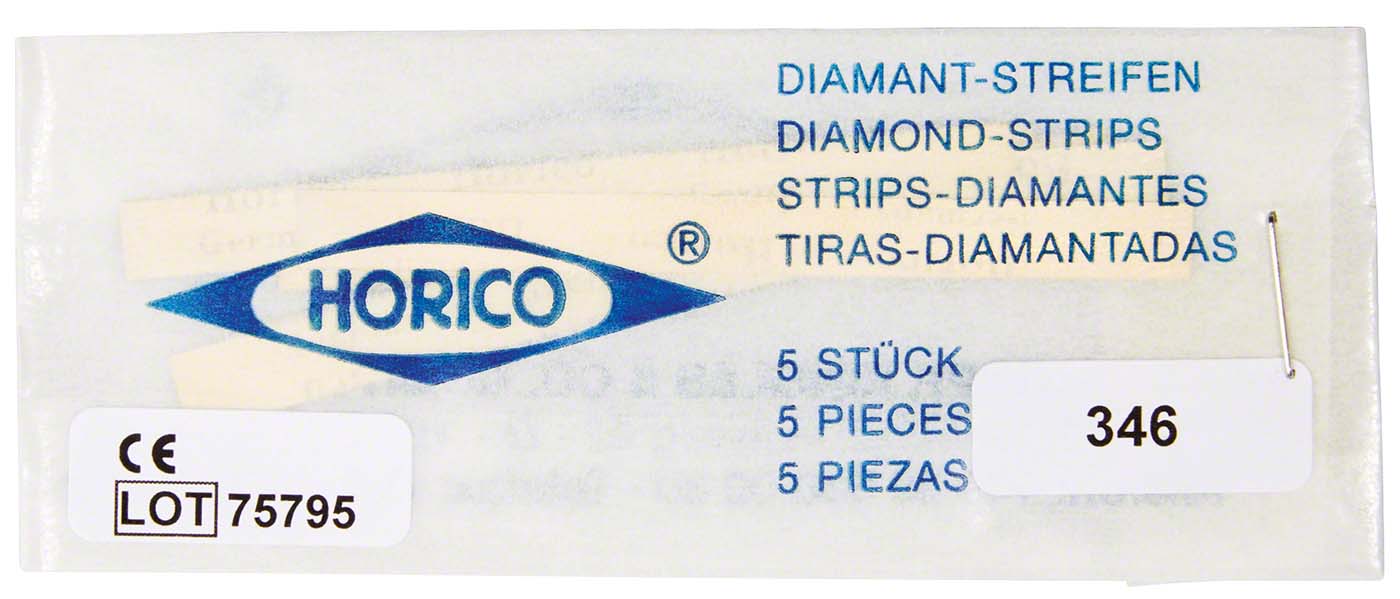 DIAMANT-STREIFEN
DIAMOND-STRIPS
STRIPS-DIAMANTES
TIRAS-DIAMANTADAS
HORICO ®
5 STÜCK
5 PIECES
5 PIEZAS
346
CE
LOT 75795